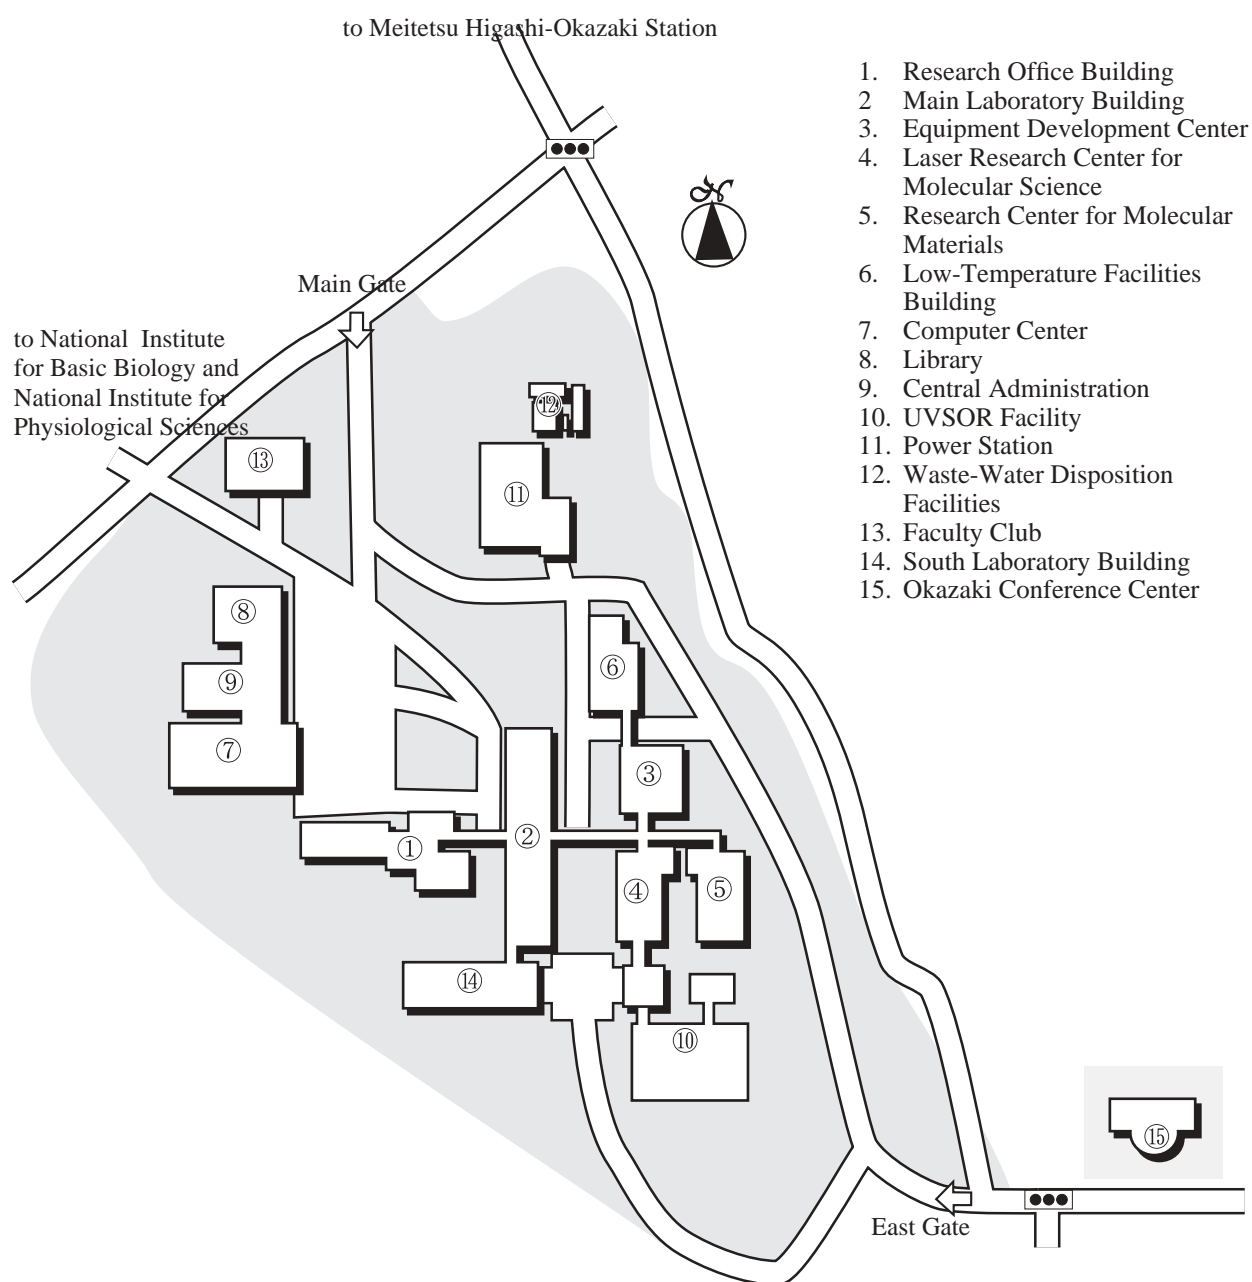 to Meitetsu Higashi-Okazaki Station
1. Research Office Building
2 Main Laboratory Building
3. Equipment Development Center
4. Laser Research Center for
Molecular Science
5. Research Center for Molecular
Materials
6. Low-Temperature Facilities
Building
7. Computer Center
8. Library
9. Central Administration
10. UVSOR Facility
11. Power Station
12. Waste-Water Disposition
Facilities
13. Faculty Club
14. South Laboratory Building
15. Okazaki Conference Center
N
Main Gate
to National Institute
for Basic Biology and
National Institute for
Physiological Sciences
⑫
⑬
⑪
⑧
⑥
⑨
⑦
③
②
①
④
⑤
⑭
⑩
⑮
East Gate